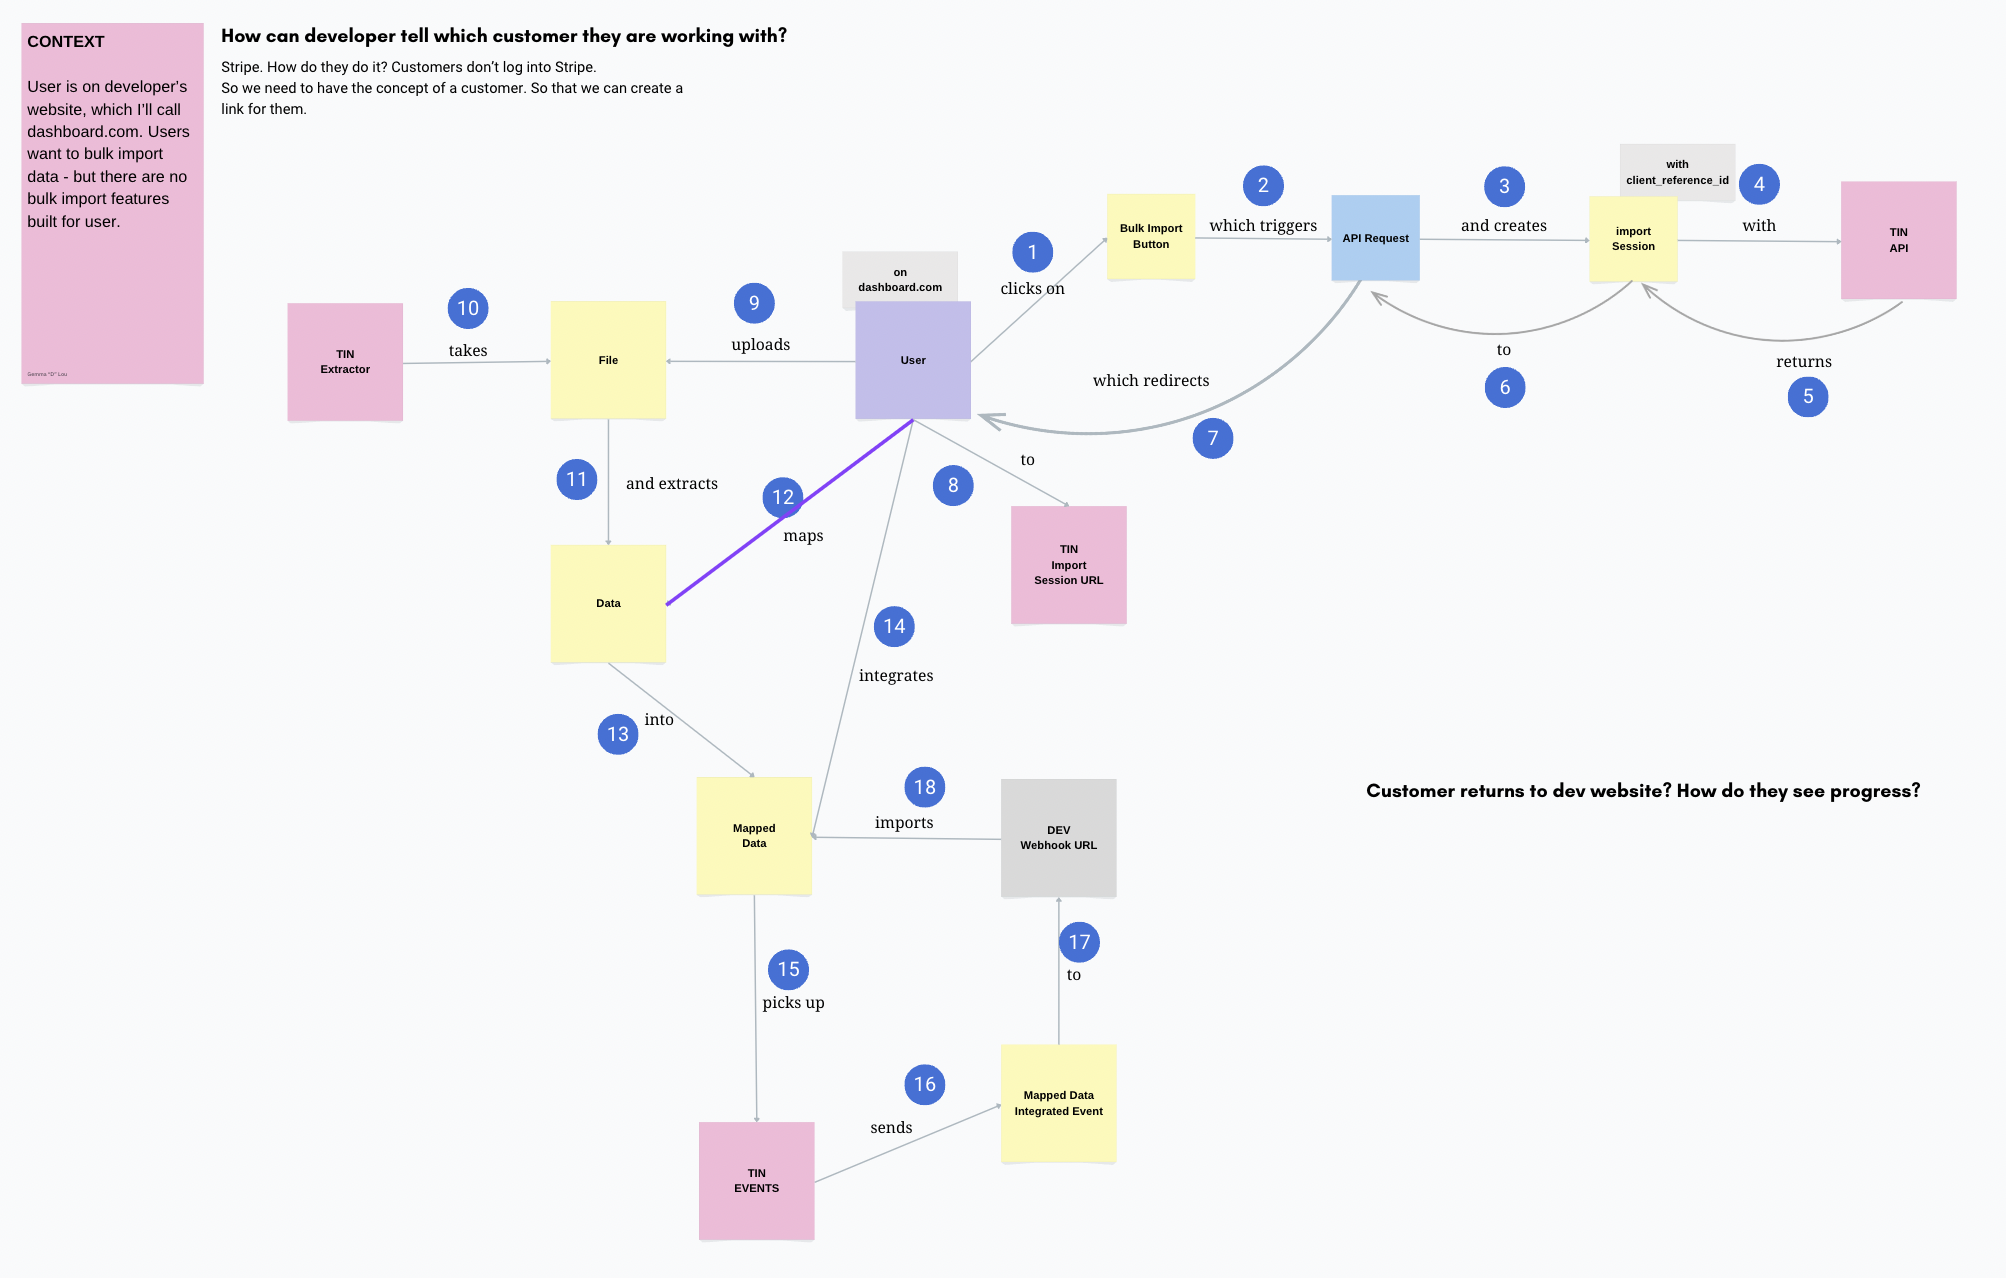 CONTEXT
User is on developer’s
website, which I’ll call
dashboard.com. Users
want to bulk import
data - but there are no
bulk import features
built for user.
Gemma "D" Lou
How can developer tell which customer they are working with?
Stripe. How do they do it? Customers don’t log into Stripe.
So we need to have the concept of a customer. So that we can create a
link for them.
1
clicks on
Bulk Import
Button
2
which triggers
API Request
3
and creates
with
client_reference_id
import
Session
4
with
TIN
API
returns
5
to
6
which redirects
7
on
dashboard.com
User
9
uploads
File
10
takes
TIN
Extractor
to
8
TIN
Import
Session URL
11
and extracts
12
maps
Data
14
integrates
13
into
Mapped
Data
18
imports
DEV
Webhook URL
Customer returns to dev website? How do they see progress?
15
picks up
17
to
16
sends
Mapped Data
Integrated Event
TIN
EVENTS